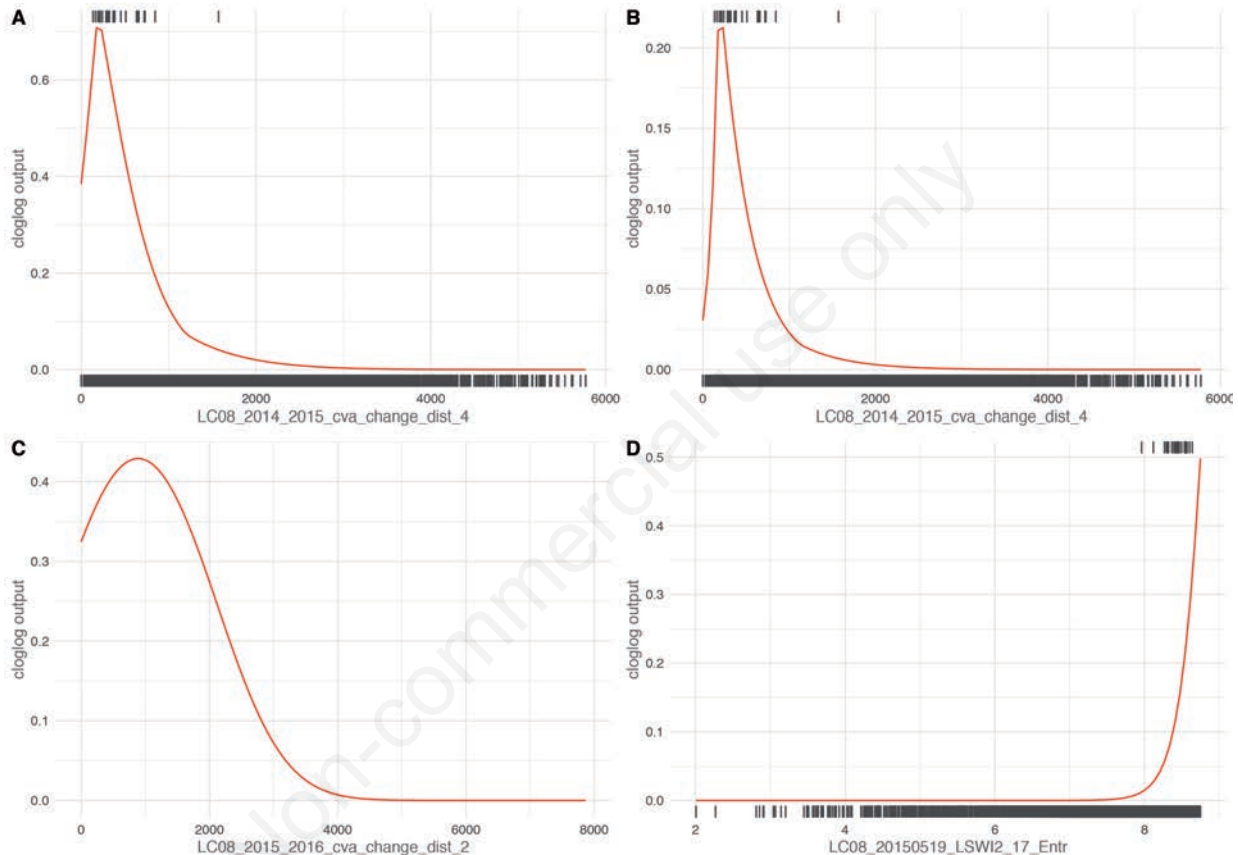 A
cloglog output
0.6
0.4
0.2
0.0
0
2000
4000
6000
LC08_2014_2015_cva_change_dist_4
B
cloglog output
0.20
0.15
0.10
0.05
0.00
0
2000
4000
6000
LC08_2014_2015_cva_change_dist_4
C
cloglog output
0.4
0.3
0.2
0.1
0.0
0
2000
4000
6000
8000
LC08_2015_2016_cva_change_dist_2
D
cloglog output
0.5
0.4
0.3
0.2
0.1
0.0
2
4
6
8
LC08_20150519_LSWI2_17_Entr
on-commercial use only